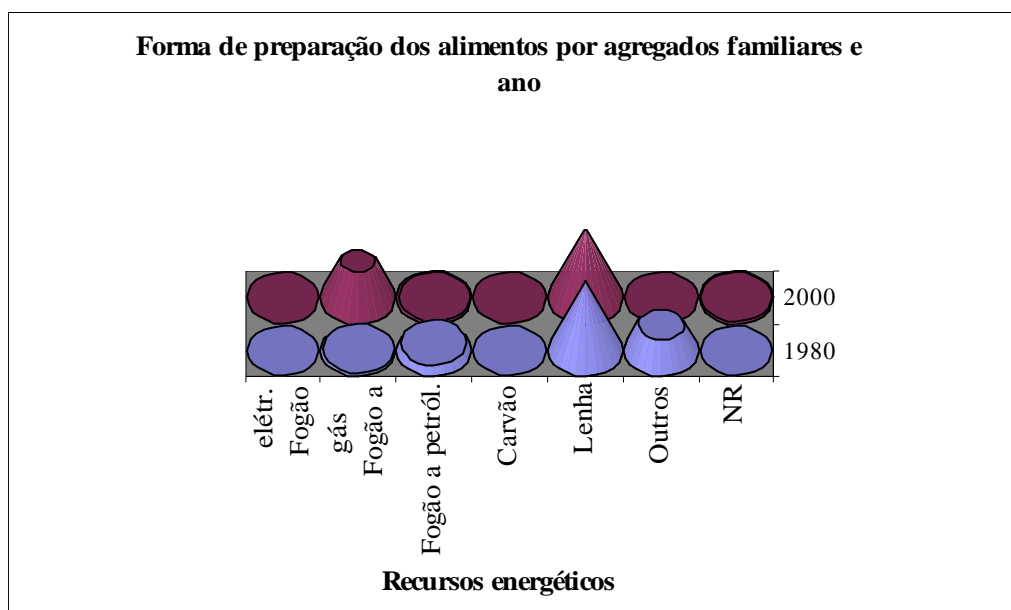 Forma de preparação dos alimentos por agregados familiares e
ano
2000
1980
elétr.
Fogão
gás
Fogão a
Fogão a petról.
Carvão
Lenha
Outros
NR
Recursos energéticos